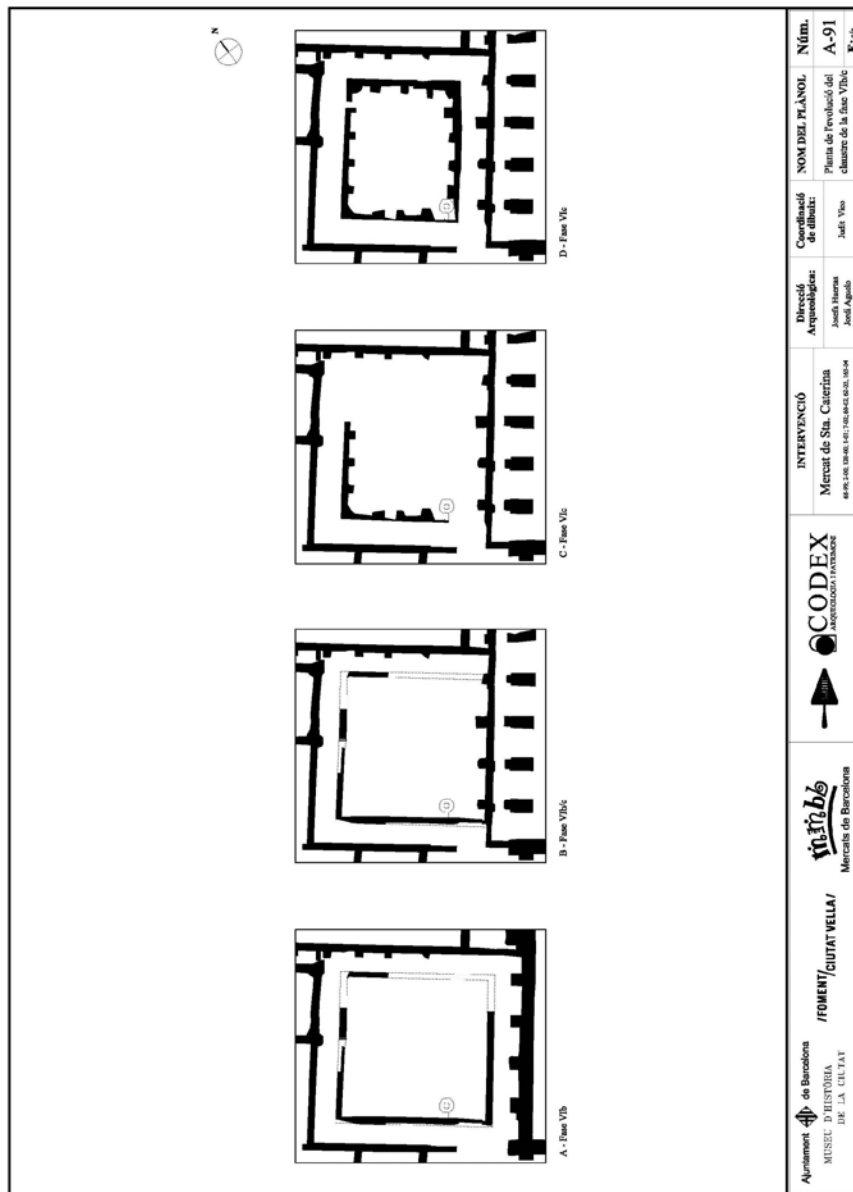 N
A - Fase VIb
B - Fase VIb/c
C - Fase VIc
D - Fase VIc
Ajuntament de Barcelona
MUSEU D'HISTÒRIA
DE LA CIUTAT
/FOMENT/CIUTAT VELLA/
Mercats de Barcelona
CODEX
ARQUEOLOGIA I PATRIMONI
INTERVENCIÓ
Mercat de Sta. Caterina
Direcció
Arqueològica:
Josefa Huertas
Jordi Aguelo
Coordinació
de dibuix:
Judit Vico
NOM DEL PLÀNOL
Planta de l'evolució del
claustre de la fase VIb/c
Núm.
A-91